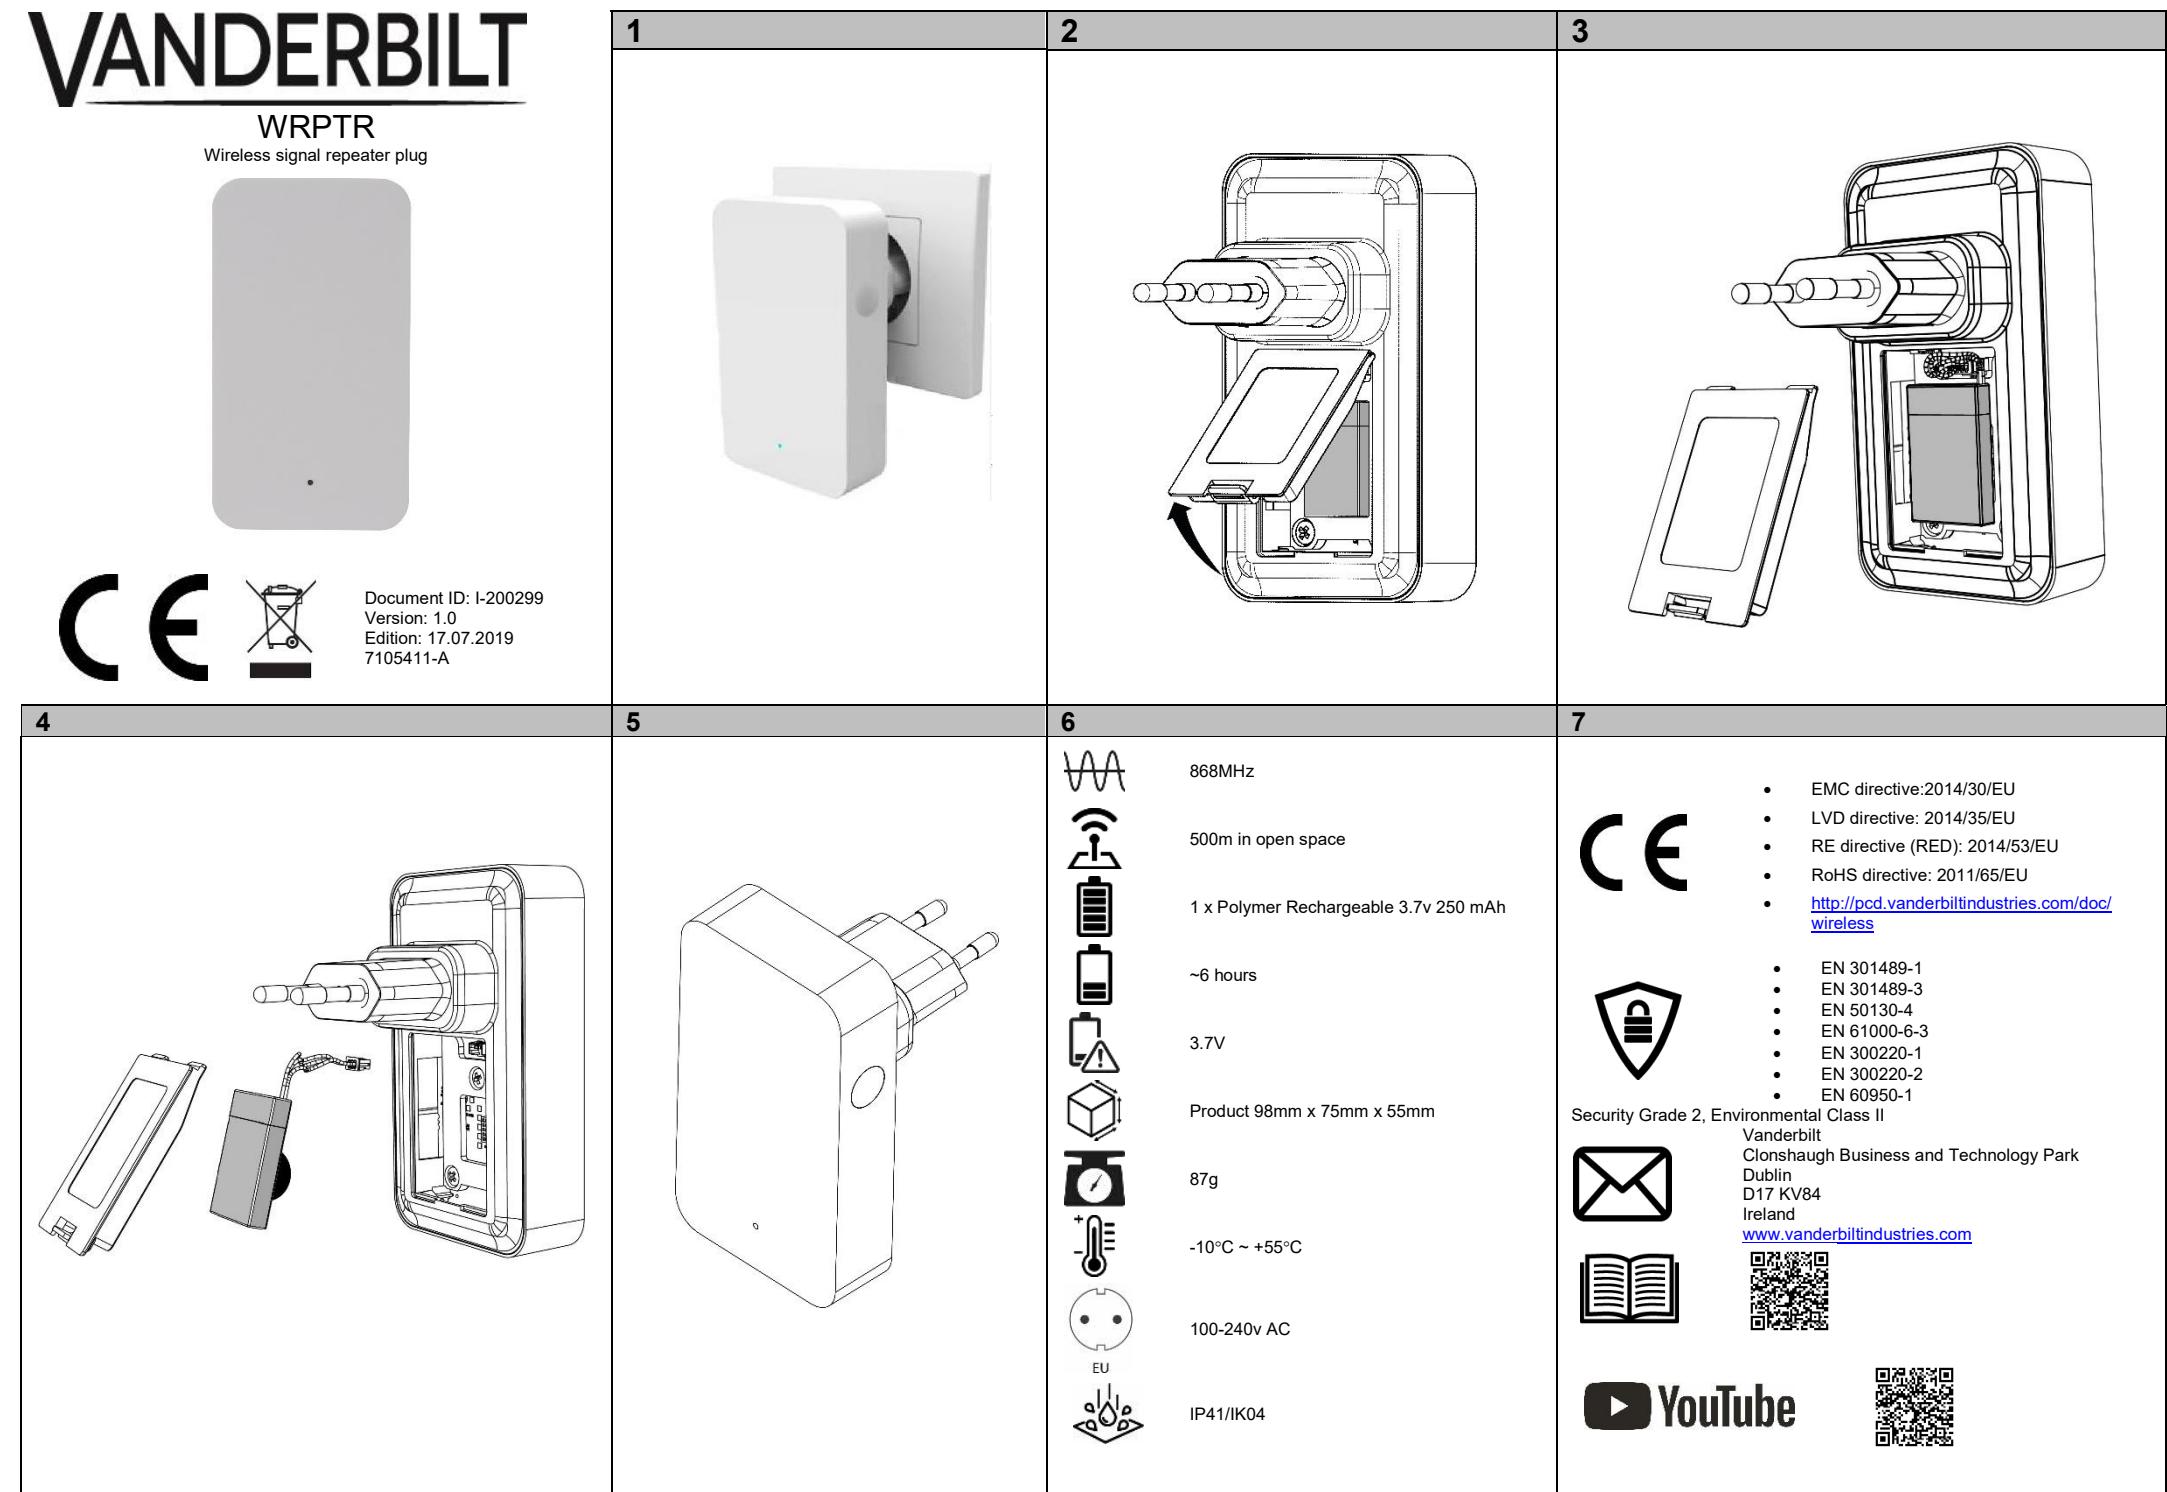 VANDERBILT
WRPTR
Wireless signal repeater plug
Document ID: I-200299
Version: 1.0
Edition: 17.07.2019
7105411-A
1
2
3
4
5
6
868MHz
500m in open space
1 x Polymer Rechargeable 3.7v 250 mAh
~6 hours
3.7V
Product 98mm x 75mm x 55mm
87g
-10°C ~ +55°C
100-240v AC
EU
IP41/IK04
7
• EMC directive:2014/30/EU
• LVD directive: 2014/35/EU
• RE directive (RED): 2014/53/EU
• RoHS directive: 2011/65/EU
• http://pcd.vanderbiltindustries.com/doc/
wireless
• EN 301489-1
• EN 301489-3
• EN 50130-4
• EN 61000-6-3
• EN 300220-1
• EN 300220-2
• EN 60950-1
Security Grade 2, Environmental Class II
Vanderbilt
Clonshaugh Business and Technology Park
Dublin
D17 KV84
Ireland
www.vanderbiltindustries.com
YouTube